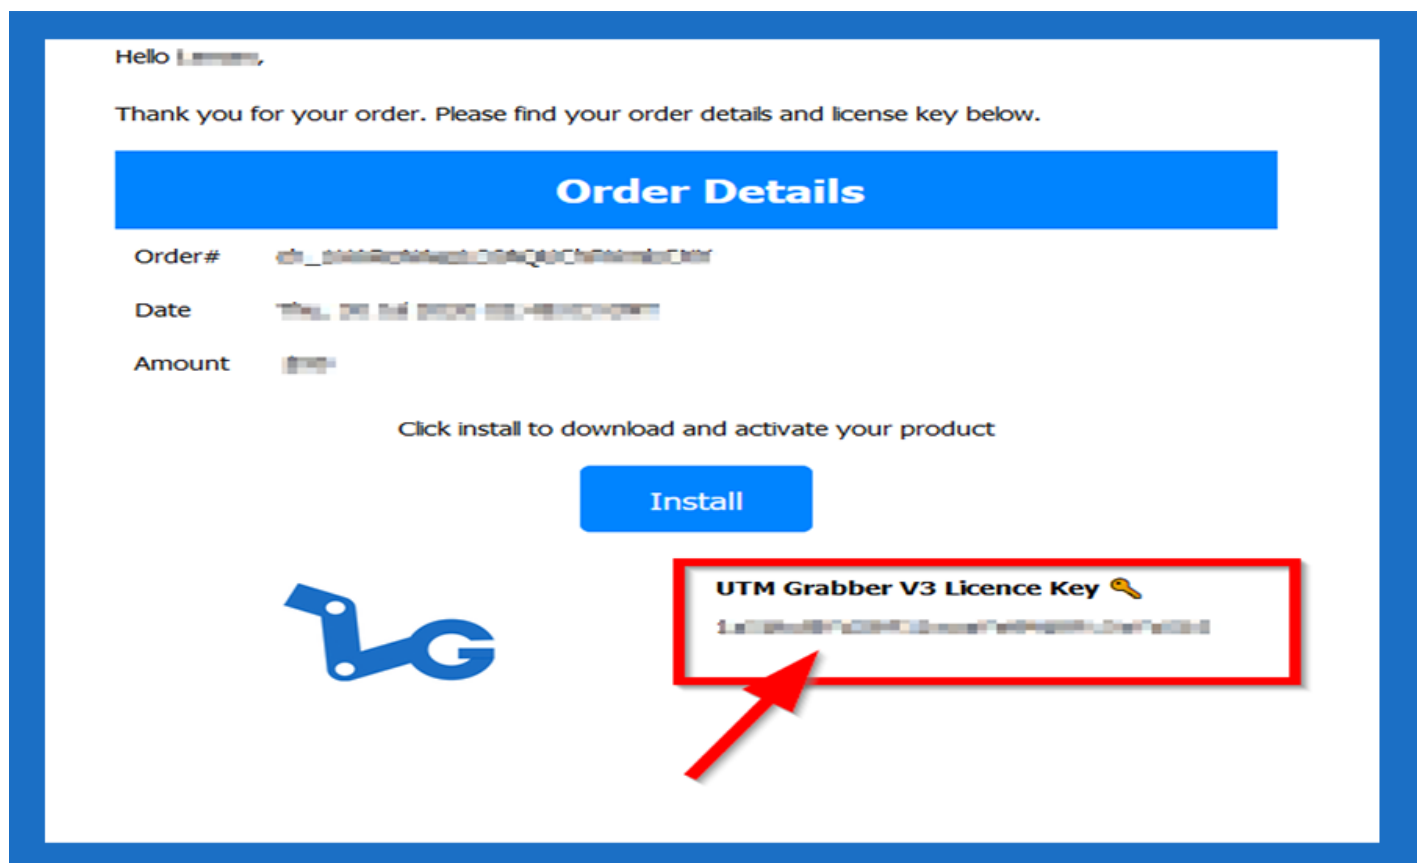 Hello ,
Thank you for your order. Please find your order details and license key below.
Order Details
Order#
Date
Amount
Click install to download and activate your product
Install
UTM Grabber V3 Licence Key 🔑
G